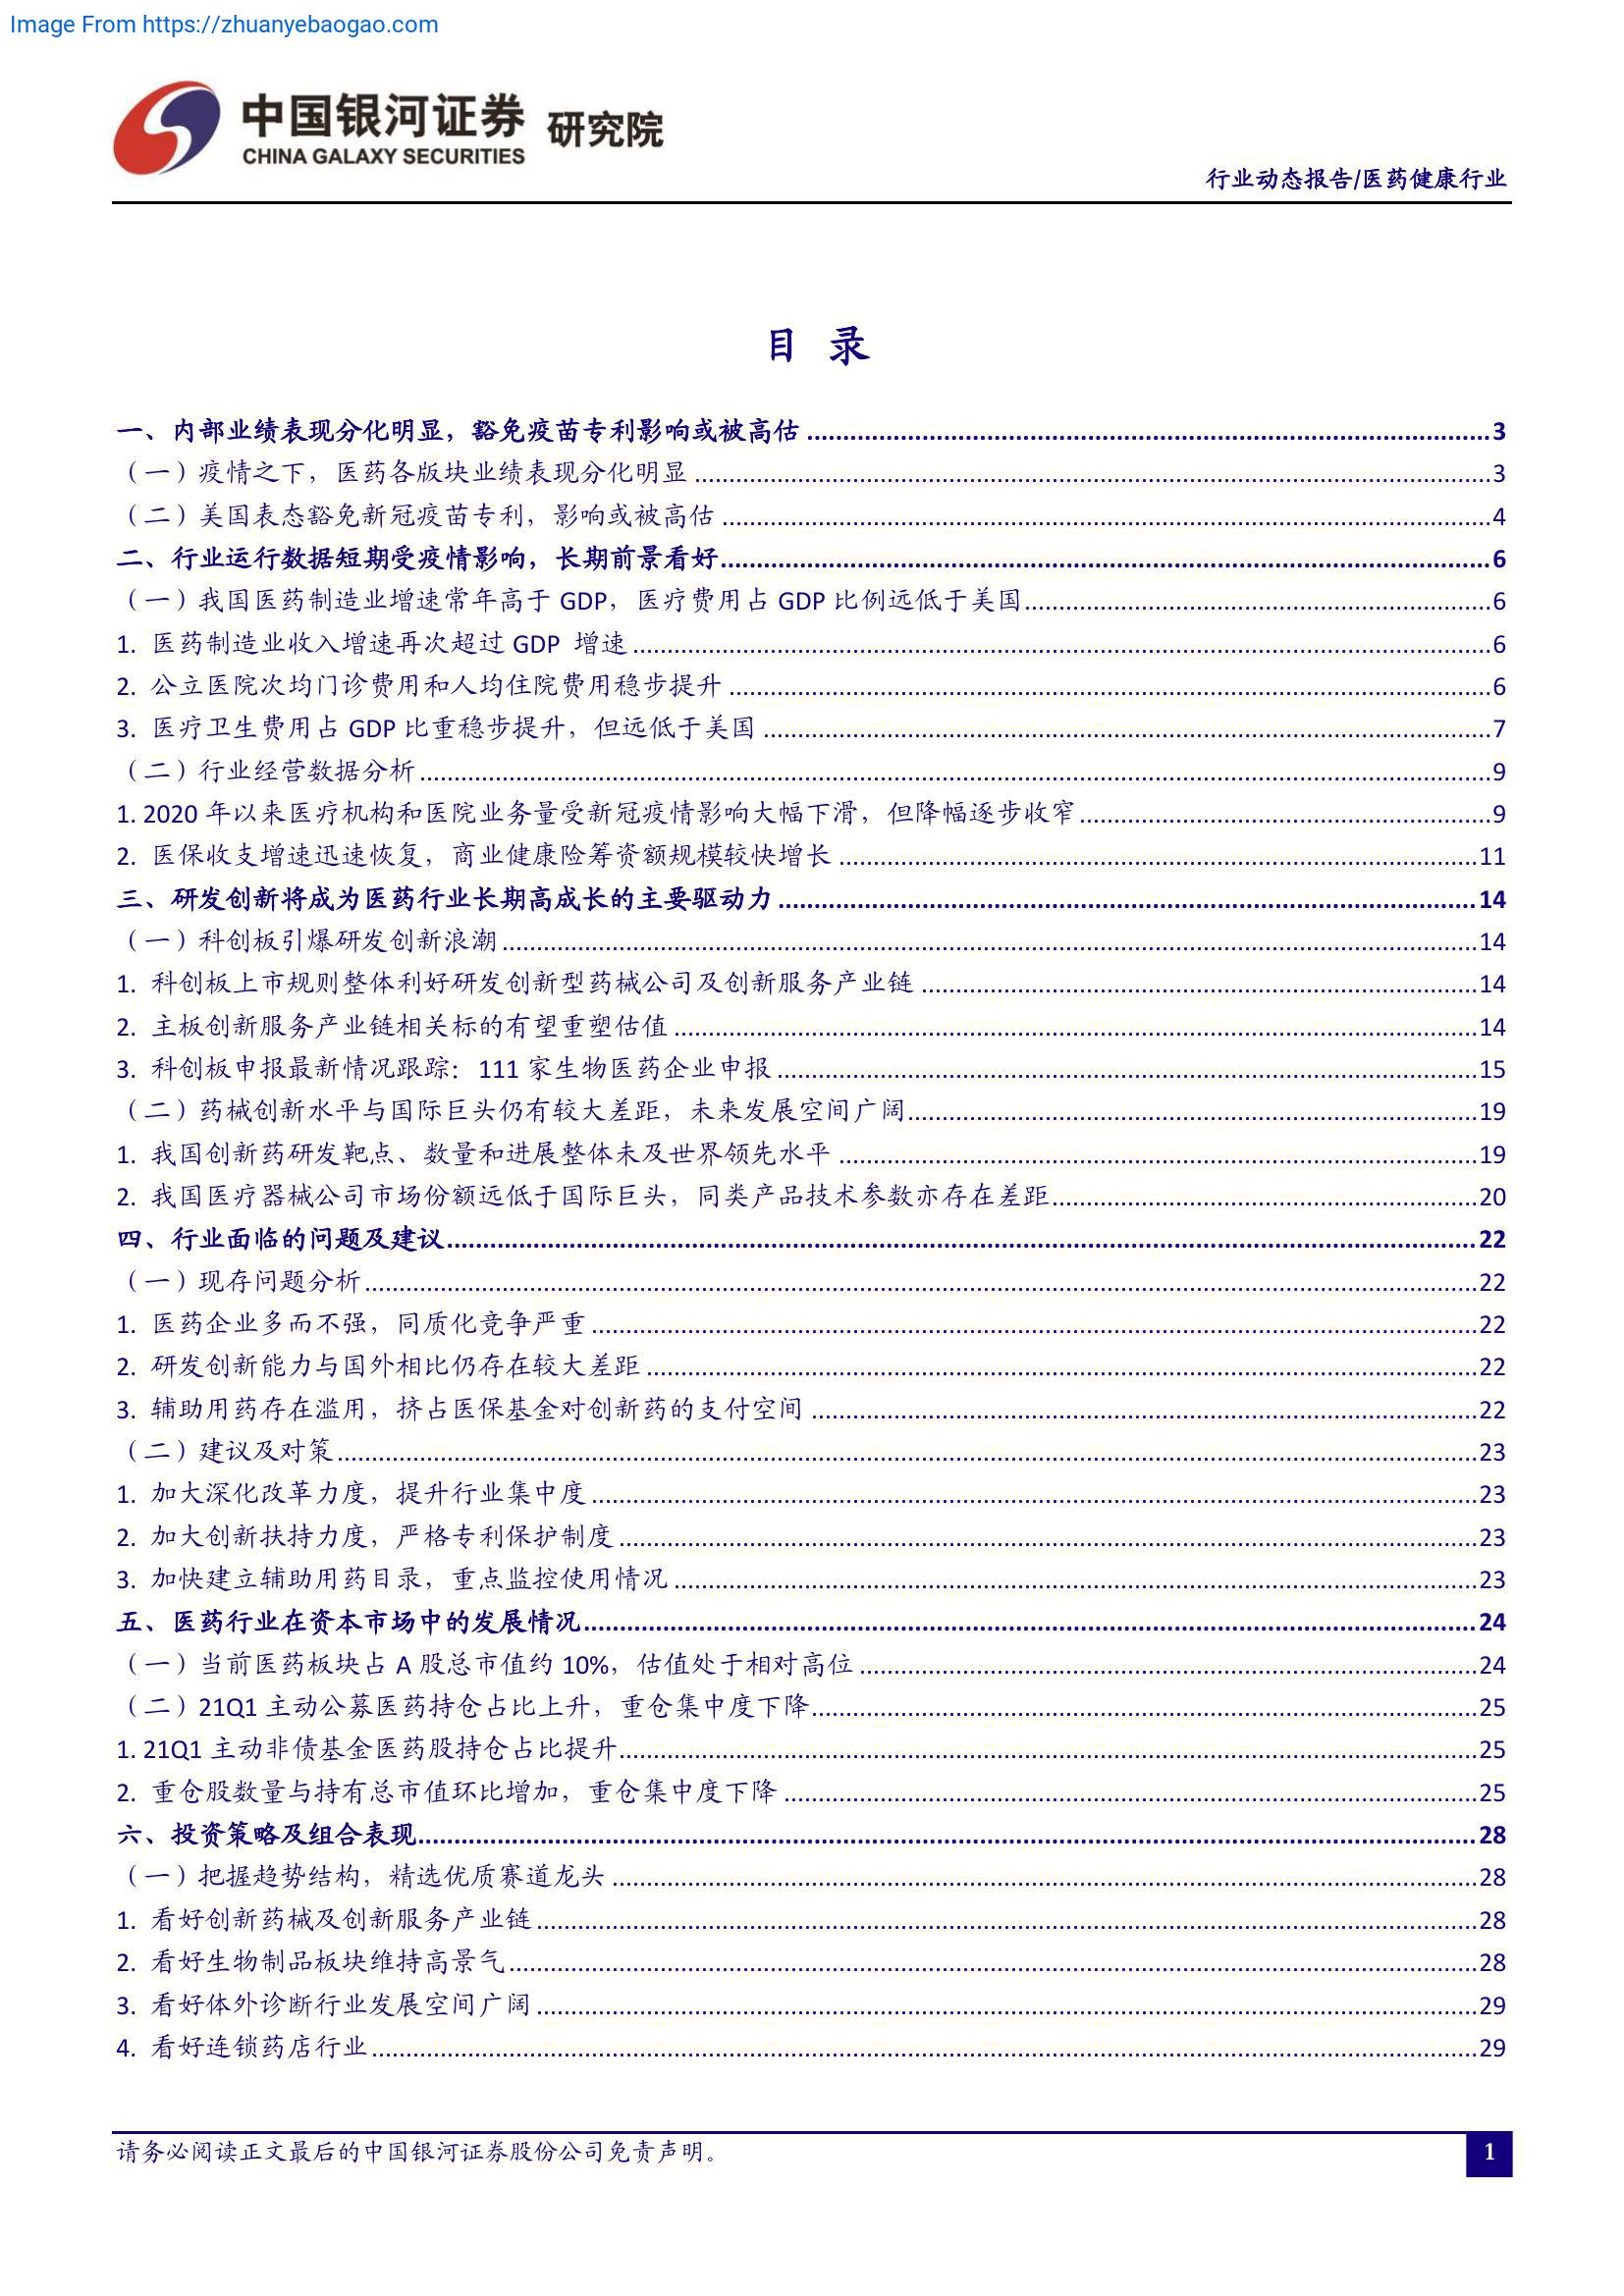 Image From https://zhuanyebaogao.com
中国银河证券 研究院
CHINA GALAXY SECURITIES
行业动态报告/医药健康行业
目 录
一、内部业绩表现分化明显，豁免疫苗专利影响或被高估 3
（一）疫情之下，医药各版块业绩表现分化明显 3
（二）美国表态豁免新冠疫苗专利，影响或被高估 4
二、行业运行数据短期受疫情影响，长期前景看好 6
（一）我国医药制造业增速常年高于 GDP，医疗费用占 GDP 比例远低于美国 6
1. 医药制造业收入增速再次超过 GDP 增速 6
2. 公立医院次均门诊费用和人均住院费用稳步提升 6
3. 医疗卫生费用占 GDP 比重稳步提升，但远低于美国 7
（二）行业经营数据分析 9
1. 2020 年以来医疗机构和医院业务量受新冠疫情影响大幅下滑，但降幅逐步收窄 9
2. 医保收支增速迅速恢复，商业健康险筹资额规模较快增长 11
三、研发创新将成为医药行业长期高成长的主要驱动力 14
（一）科创板引爆研发创新浪潮 14
1. 科创板上市规则整体利好研发创新型药械公司及创新服务产业链 14
2. 主板创新服务产业链相关标的有望重塑估值 14
3. 科创板申报最新情况跟踪：111 家生物医药企业申报 15
（二）药械创新水平与国际巨头仍有较大差距，未来发展空间广阔 19
1. 我国创新药研发靶点、数量和进展整体未及世界领先水平 19
2. 我国医疗器械公司市场份额远低于国际巨头，同类产品技术参数亦存在差距 20
四、行业面临的问题及建议 22
（一）现存问题分析 22
1. 医药企业多而不强，同质化竞争严重 22
2. 研发创新能力与国外相比仍存在较大差距 22
3. 辅助用药存在滥用，挤占医保基金对创新药的支付空间 22
（二）建议及对策 23
1. 加大深化改革力度，提升行业集中度 23
2. 加大创新扶持力度，严格专利保护制度 23
3. 加快建立辅助用药目录，重点监控使用情况 23
五、医药行业在资本市场中的发展情况 24
（一）当前医药板块占 A 股总市值约 10%，估值处于相对高位 24
（二）21Q1 主动公募医药持仓占比上升，重仓集中度下降 25
1. 21Q1 主动非债基金医药股持仓占比提升 25
2. 重仓股数量与持有总市值环比增加，重仓集中度下降 25
六、投资策略及组合表现 28
（一）把握趋势结构，精选优质赛道龙头 28
1. 看好创新药械及创新服务产业链 28
2. 看好生物制品板块维持高景气 28
3. 看好体外诊断行业发展空间广阔 29
4. 看好连锁药店行业 29
请务必阅读正文最后的中国银河证券股份公司免责声明。 1